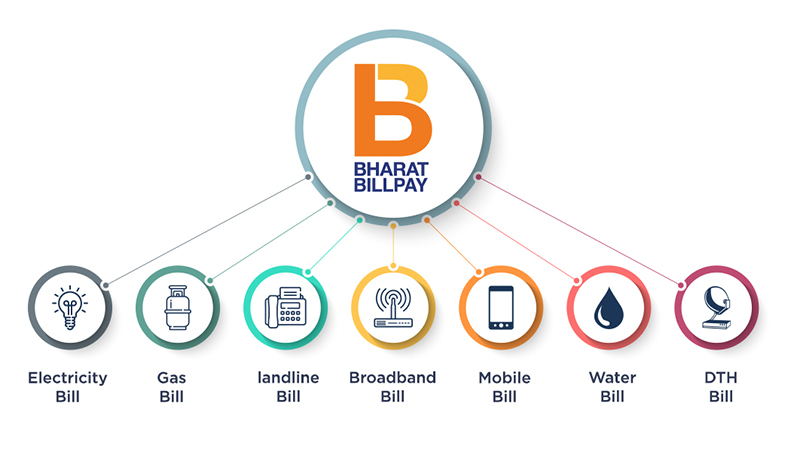 B
BHARAT
BILLPAY
Electricity
Bill
Gas
Bill
landline
Bill
Broadband
Bill
Mobile
Bill
Water
Bill
DTH
Bill